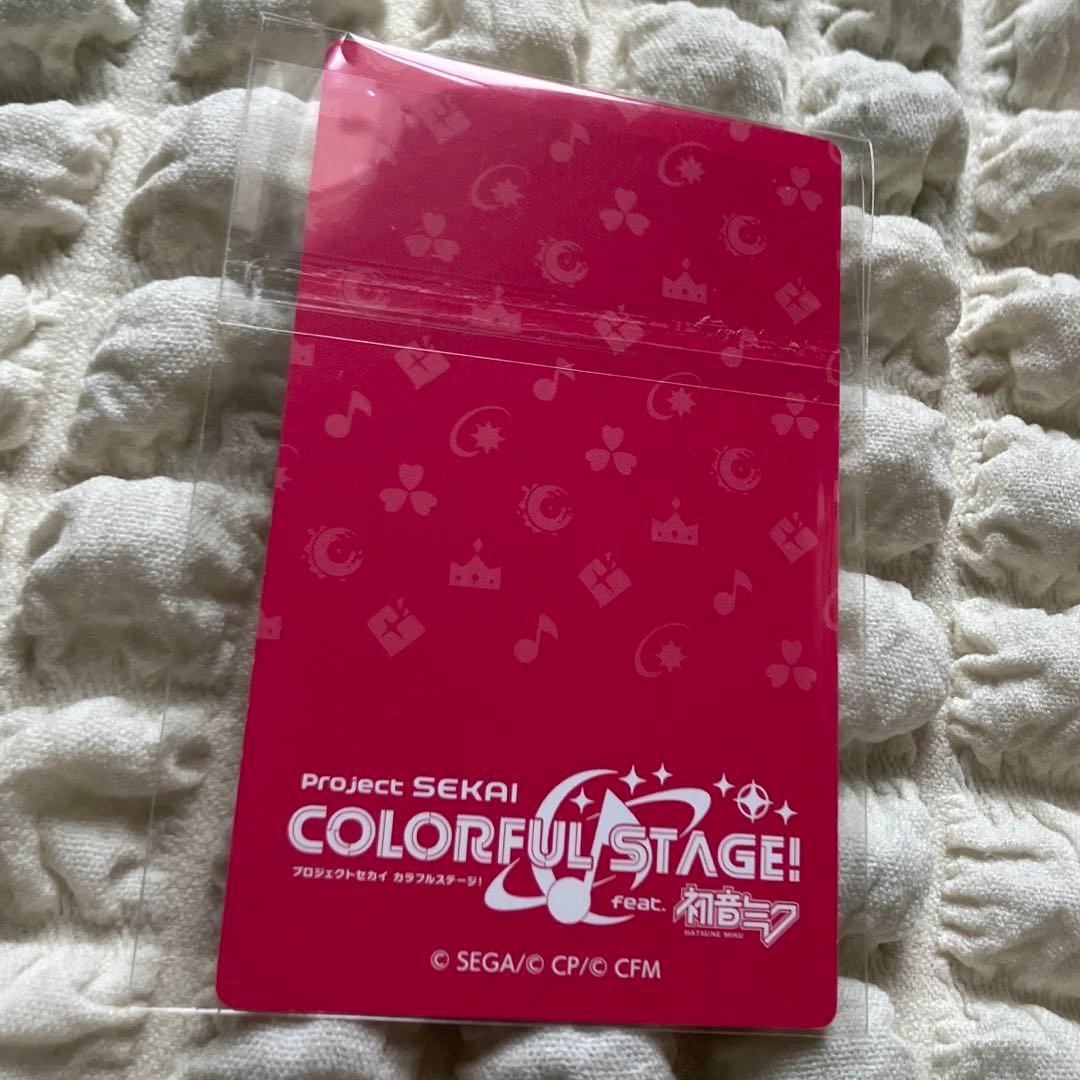 Project SEKAI
COLORFUL STAGE!
プロジェクトセカイ カラフルステージ!
feat. 初音ミク
HATSUNE MIKU
© SEGA/© CP/© CFM